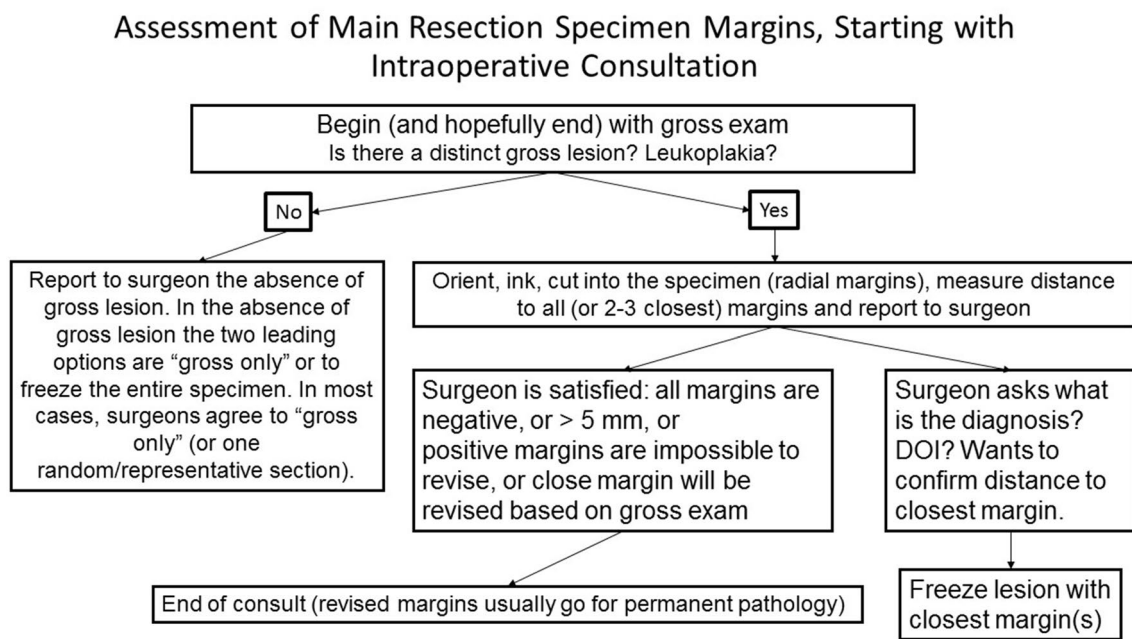 Assessment of Main Resection Specimen Margins, Starting with
Intraoperative Consultation
Begin (and hopefully end) with gross exam
Is there a distinct gross lesion? Leukoplakia?
No
Yes
Report to surgeon the absence of
gross lesion. In the absence of
gross lesion the two leading
options are “gross only” or to
freeze the entire specimen. In most
cases, surgeons agree to “gross
only” (or one
random/representative section).
Orient, ink, cut into the specimen (radial margins), measure distance
to all (or 2-3 closest) margins and report to surgeon
Surgeon is satisfied: all margins are
negative, or > 5 mm, or
positive margins are impossible to
revise, or close margin will be
revised based on gross exam
Surgeon asks what
is the diagnosis?
DOI? Wants to
confirm distance to
closest margin.
End of consult (revised margins usually go for permanent pathology)
Freeze lesion with
closest margin(s)